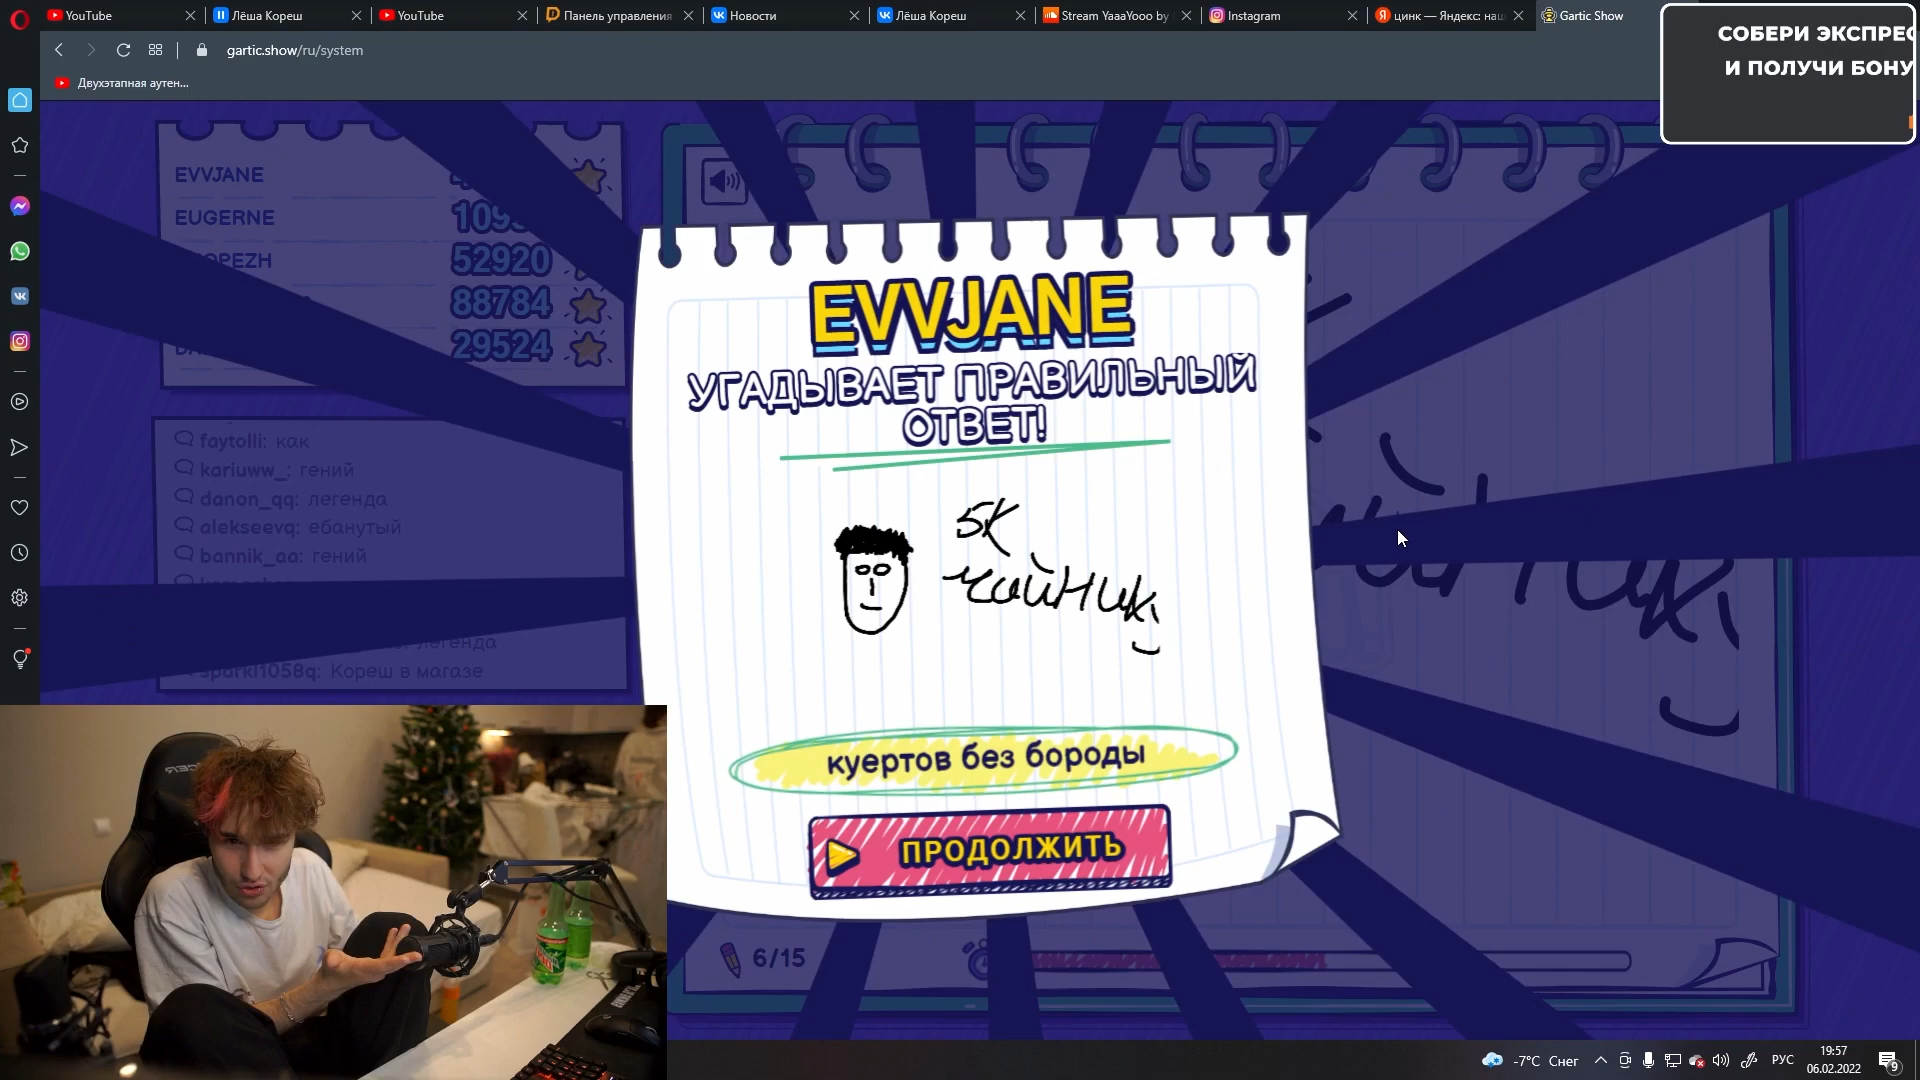 YouTube
Лёша Кореш
YouTube
Панель управления
Новости
Лёша Кореш
Stream YaaaYooo by
Instagram
цинк — Яндекс: наш
Gartic Show
gartic.show/ru/system
Двухэтапная аутен...
СОБЕРИ ЭКСПРЕС
И ПОЛУЧИ БОНУ
EVVJANE
EUGERNE
52920
88784
29524
faytolli: как
kariuww_: гений
danon_qq: легенда
alekseevq: ебанутый
bannik_aa: гений
легенда
sparkl1058q: Кореш в магазе
EVVJANE
УГАДЫВАЕТ ПРАВИЛЬНЫЙ
ОТВЕТ!
5К
чайник
куертов без бороды
ПРОДОЛЖИТЬ
6/15
-7°C Снег
РУС
19:57
06.02.2022
9